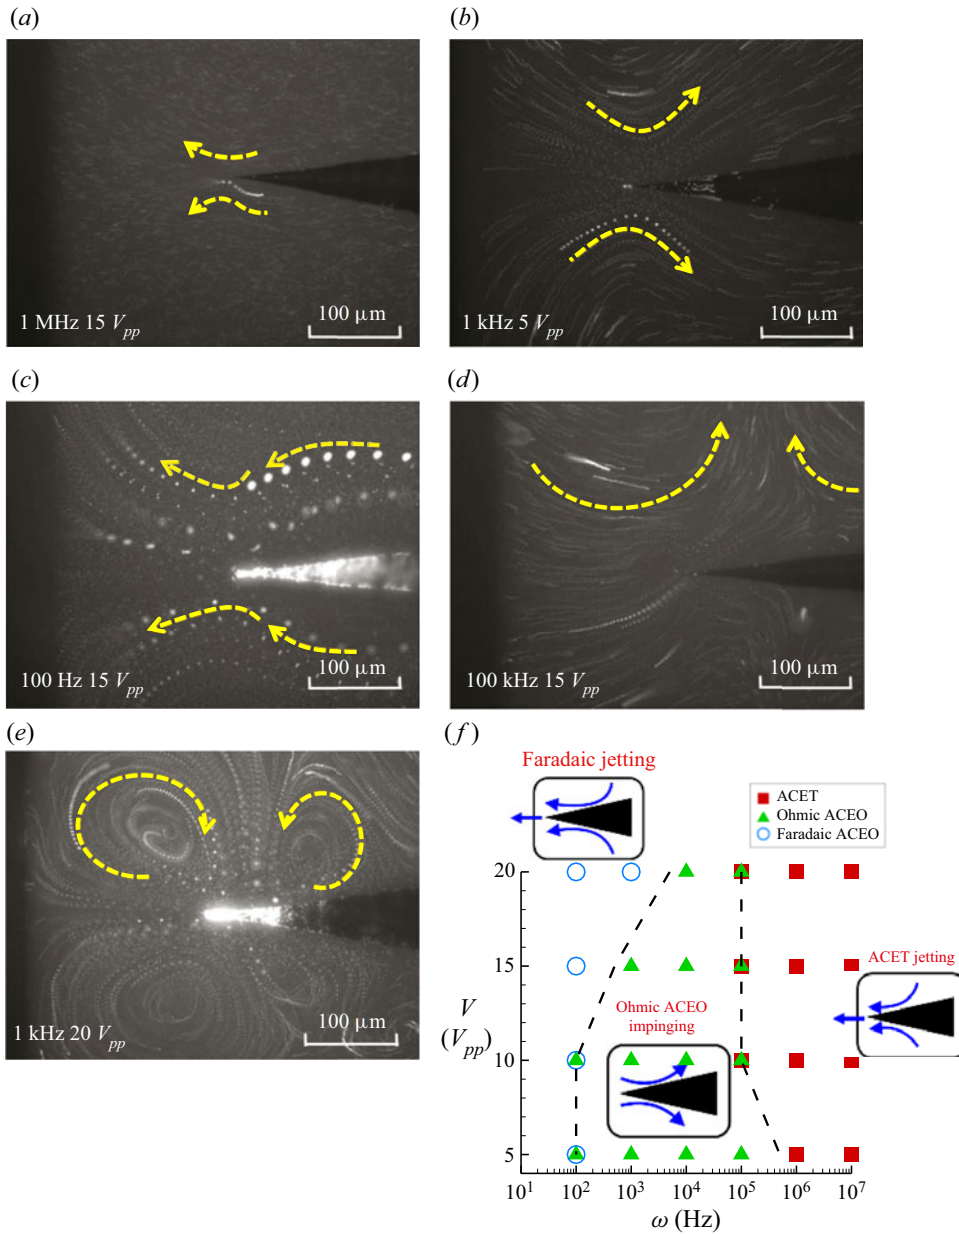 (a)
1 MHz 15 Vpp
100 μm
(b)
1 kHz 5 Vpp
100 μm
(c)
100 Hz 15 Vpp
100 μm
(d)
100 kHz 15 Vpp
100 μm
(e)
1 kHz 20 Vpp
100 μm
(f)
Faradaic jetting
ACET
Ohmic ACEO
Faradaic ACEO
20
15
10
5
V
(Vpp)
ACET jetting
Ohmic ACEO
impinging
10¹ 10² 10³ 10⁴ 10⁵ 10⁶ 10⁷
ω (Hz)